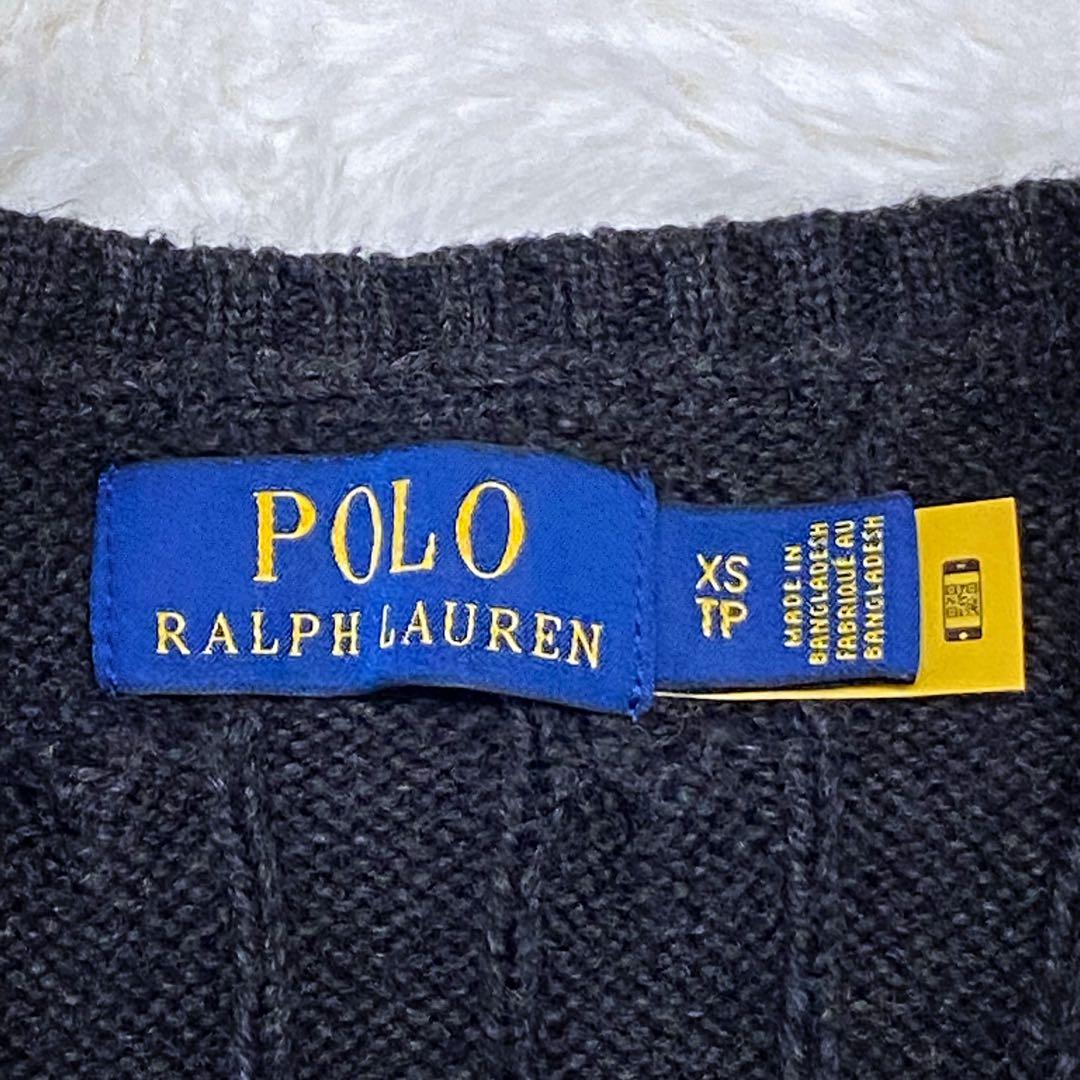 POLO
RALPH LAUREN
XS
TP
MADE IN
BANGLADESH
FABRIQUÉ AU
BANGLADESH